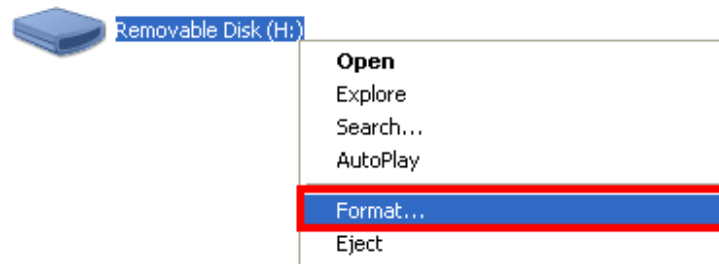 Removable Disk (H:)
Open
Explore
Search...
AutoPlay
Format...
Eject